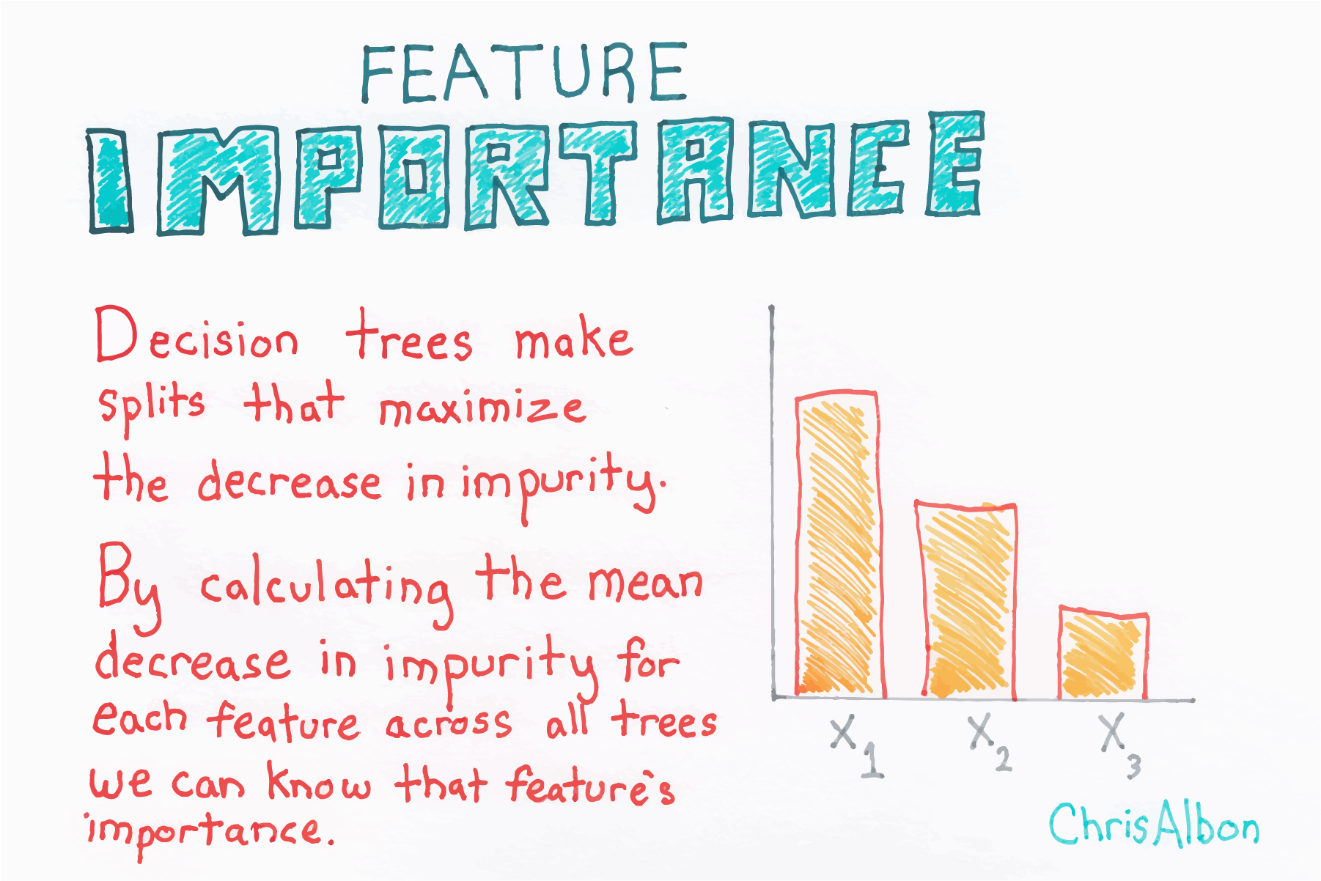 FEATURE
IMPORTANCE
Decision trees make
splits that maximize
the decrease in impurity.
By calculating the mean
decrease in impurity for
each feature across all trees
we can know that feature's
importance.
X1
X2
X3
ChrisAlbon